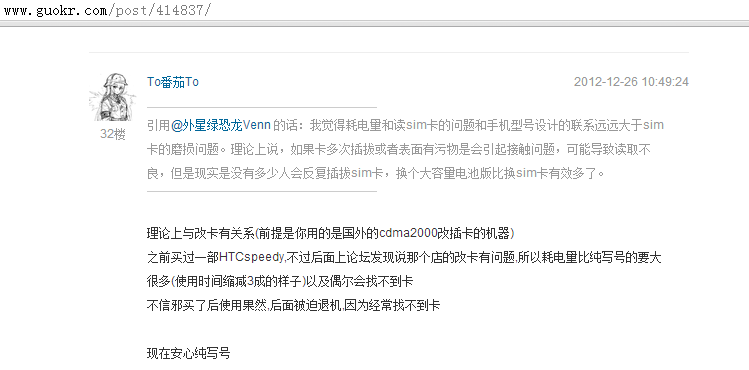 www.guokr.com/post/414837/
To番茄To
2012-12-26 10:49:24
32楼
引用@外星绿恐龙Venn 的话：我觉得耗电量和读sim卡的问题和手机型号设计的联系远远大于sim
卡的磨损问题。理论上说，如果卡多次插拔或者表面有污物是会引起接触问题，可能导致读取不
良，但是现实是没有多少人会反复插拔sim卡，换个大容量电池版比换sim卡有效多了。
理论上与改卡有关系(前提是你用的是国外的cdma2000改插卡的机器)
之前买过一部HTCspeedy,不过后面上论坛发现说那个店的改卡有问题,所以耗电量比纯写号的要大
很多(使用时间缩减3成的样子)以及偶尔会找不到卡
不信邪买了后使用果然,后面被迫退机,因为经常找不到卡
现在安心纯写号